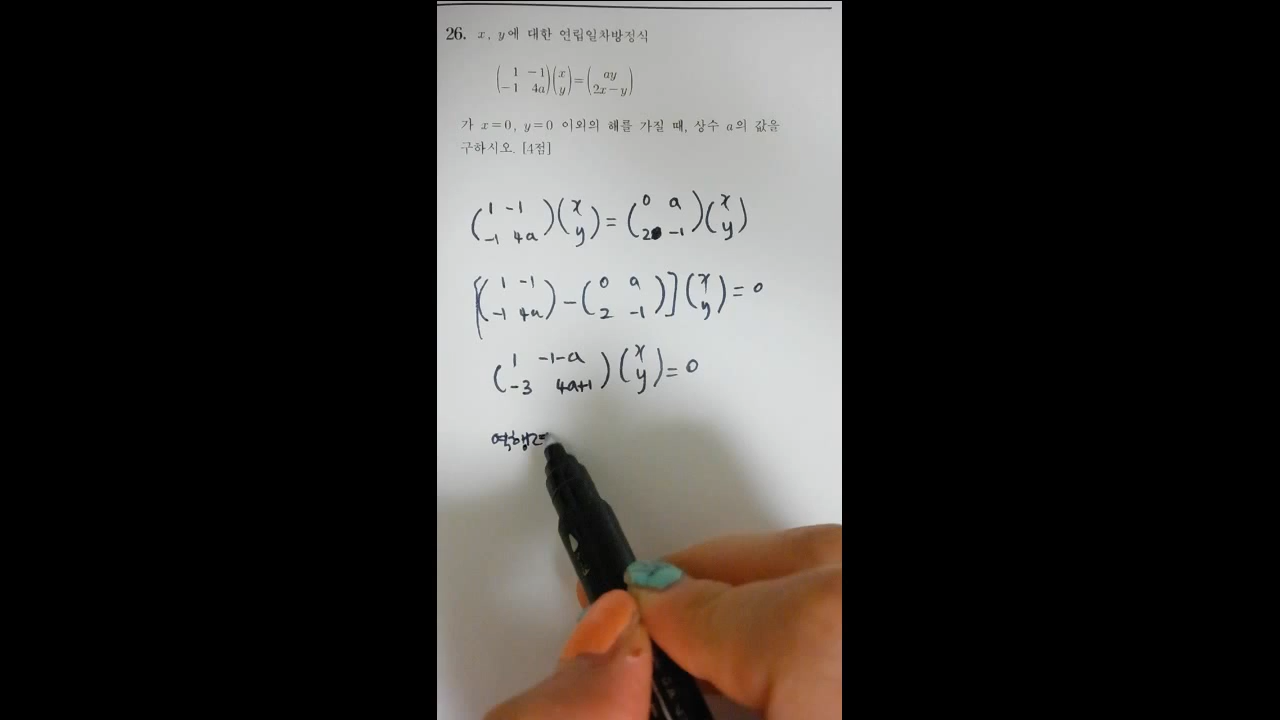 26. x, y에 대한 연립일차방정식
( 1 -1 ) ( x ) = ( ay )
( -1 4a ) ( y ) ( 2x-y )
가 x=0, y=0 이외의 해를 가질 때, 상수 a의 값을
구하시오. [4점]
( 1 -1 ) ( x ) = ( 0 a ) ( x )
( -1 4a ) ( y ) ( 2 -1 ) ( y )
[ ( 1 -1 ) - ( 0 a ) ] ( x ) = 0
( -1 4a ) ( 2 -1 ) ( y )
( 1 -1-a ) ( x ) = 0
( -3 4a+1 ) ( y )